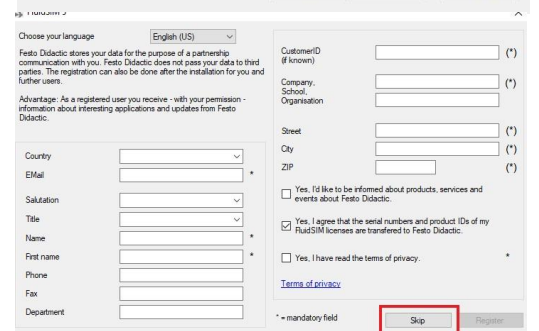 FluidSIM 5
Choose your language
English (US)
Festo Didactic stores your data for the purpose of a partnership
communication with you. Festo Didactic does not pass your data to third
parties. The registration can also be done after the installation for you and
further users.
Advantage: As a registered user you receive - with your permission -
information about interesting applications and updates from Festo
Didactic.
Country
EMail *
Salutation
Title
Name *
First name *
Phone
Fax
Department
CustomerID (*)
(if known)
Company, (*)
School,
Organisation
Street (*)
City (*)
ZIP (*)
Yes, I'd like to be informed about products, services and
events about Festo Didactic.
Yes, I agree that the serial numbers and product IDs of my
FluidSIM licenses are transfered to Festo Didactic.
Yes, I have read the terms of privacy. *
Terms of privacy
* = mandatory field
Skip
Register